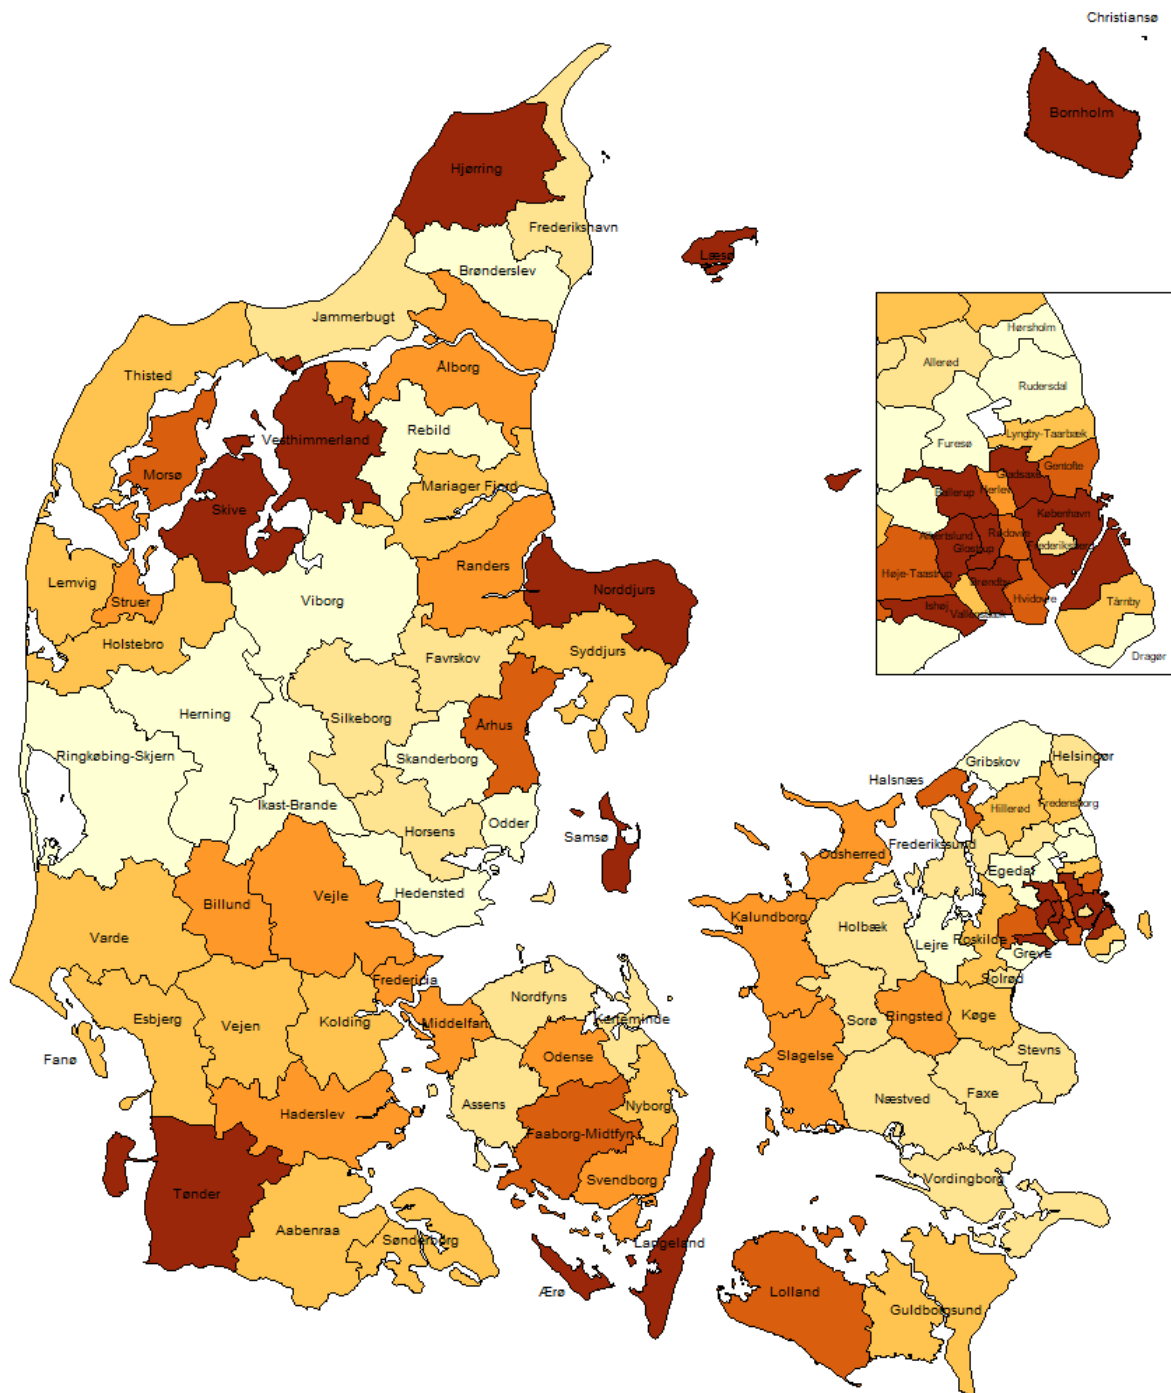 Christiansø
Bornholm
Hjørring
Frederikshavn
Læsø
Brønderslev
Jammerbugt
Ålborg
Thisted
Vesthimmerland
Rebild
Morsø
Mariager Fjord
Skive
Randers
Lemvig
Norddjurs
Struer
Viborg
Holstebro
Favrskov
Syddjurs
Herning
Silkeborg
Århus
Ringkøbing-Skjern
Skanderborg
Ikast-Brande
Horsens
Odder
Samsø
Hedensted
Billund
Vejle
Varde
Fredericia
Esbjerg
Vejen
Kolding
Middelfart
Nordfyns
Kerteminde
Fanø
Odense
Haderslev
Assens
Nyborg
Faaborg-Midtfyn
Svendborg
Tønder
Aabenraa
Sønderborg
Langeland
Ærø
Hørsholm
Allerød
Rudersdal
Lyngby-Taarbæk
Furesø
Gentofte
Gladsaxe
Ballerup
Herlev
København
Albertslund
Rødovre
Glostrup
Frederiksberg
Høje-Taastrup
Brøndby
Hvidovre
Ishøj
Vallensbæk
Tårnby
Dragør
Gribskov
Helsingør
Halsnæs
Hillerød
Fredensborg
Frederikssund
Odsherred
Egedal
Kalundborg
Holbæk
Lejre
Roskilde
Greve
Solrød
Sorø
Ringsted
Køge
Slagelse
Stevns
Næstved
Faxe
Vordingborg
Lolland
Guldborgsund